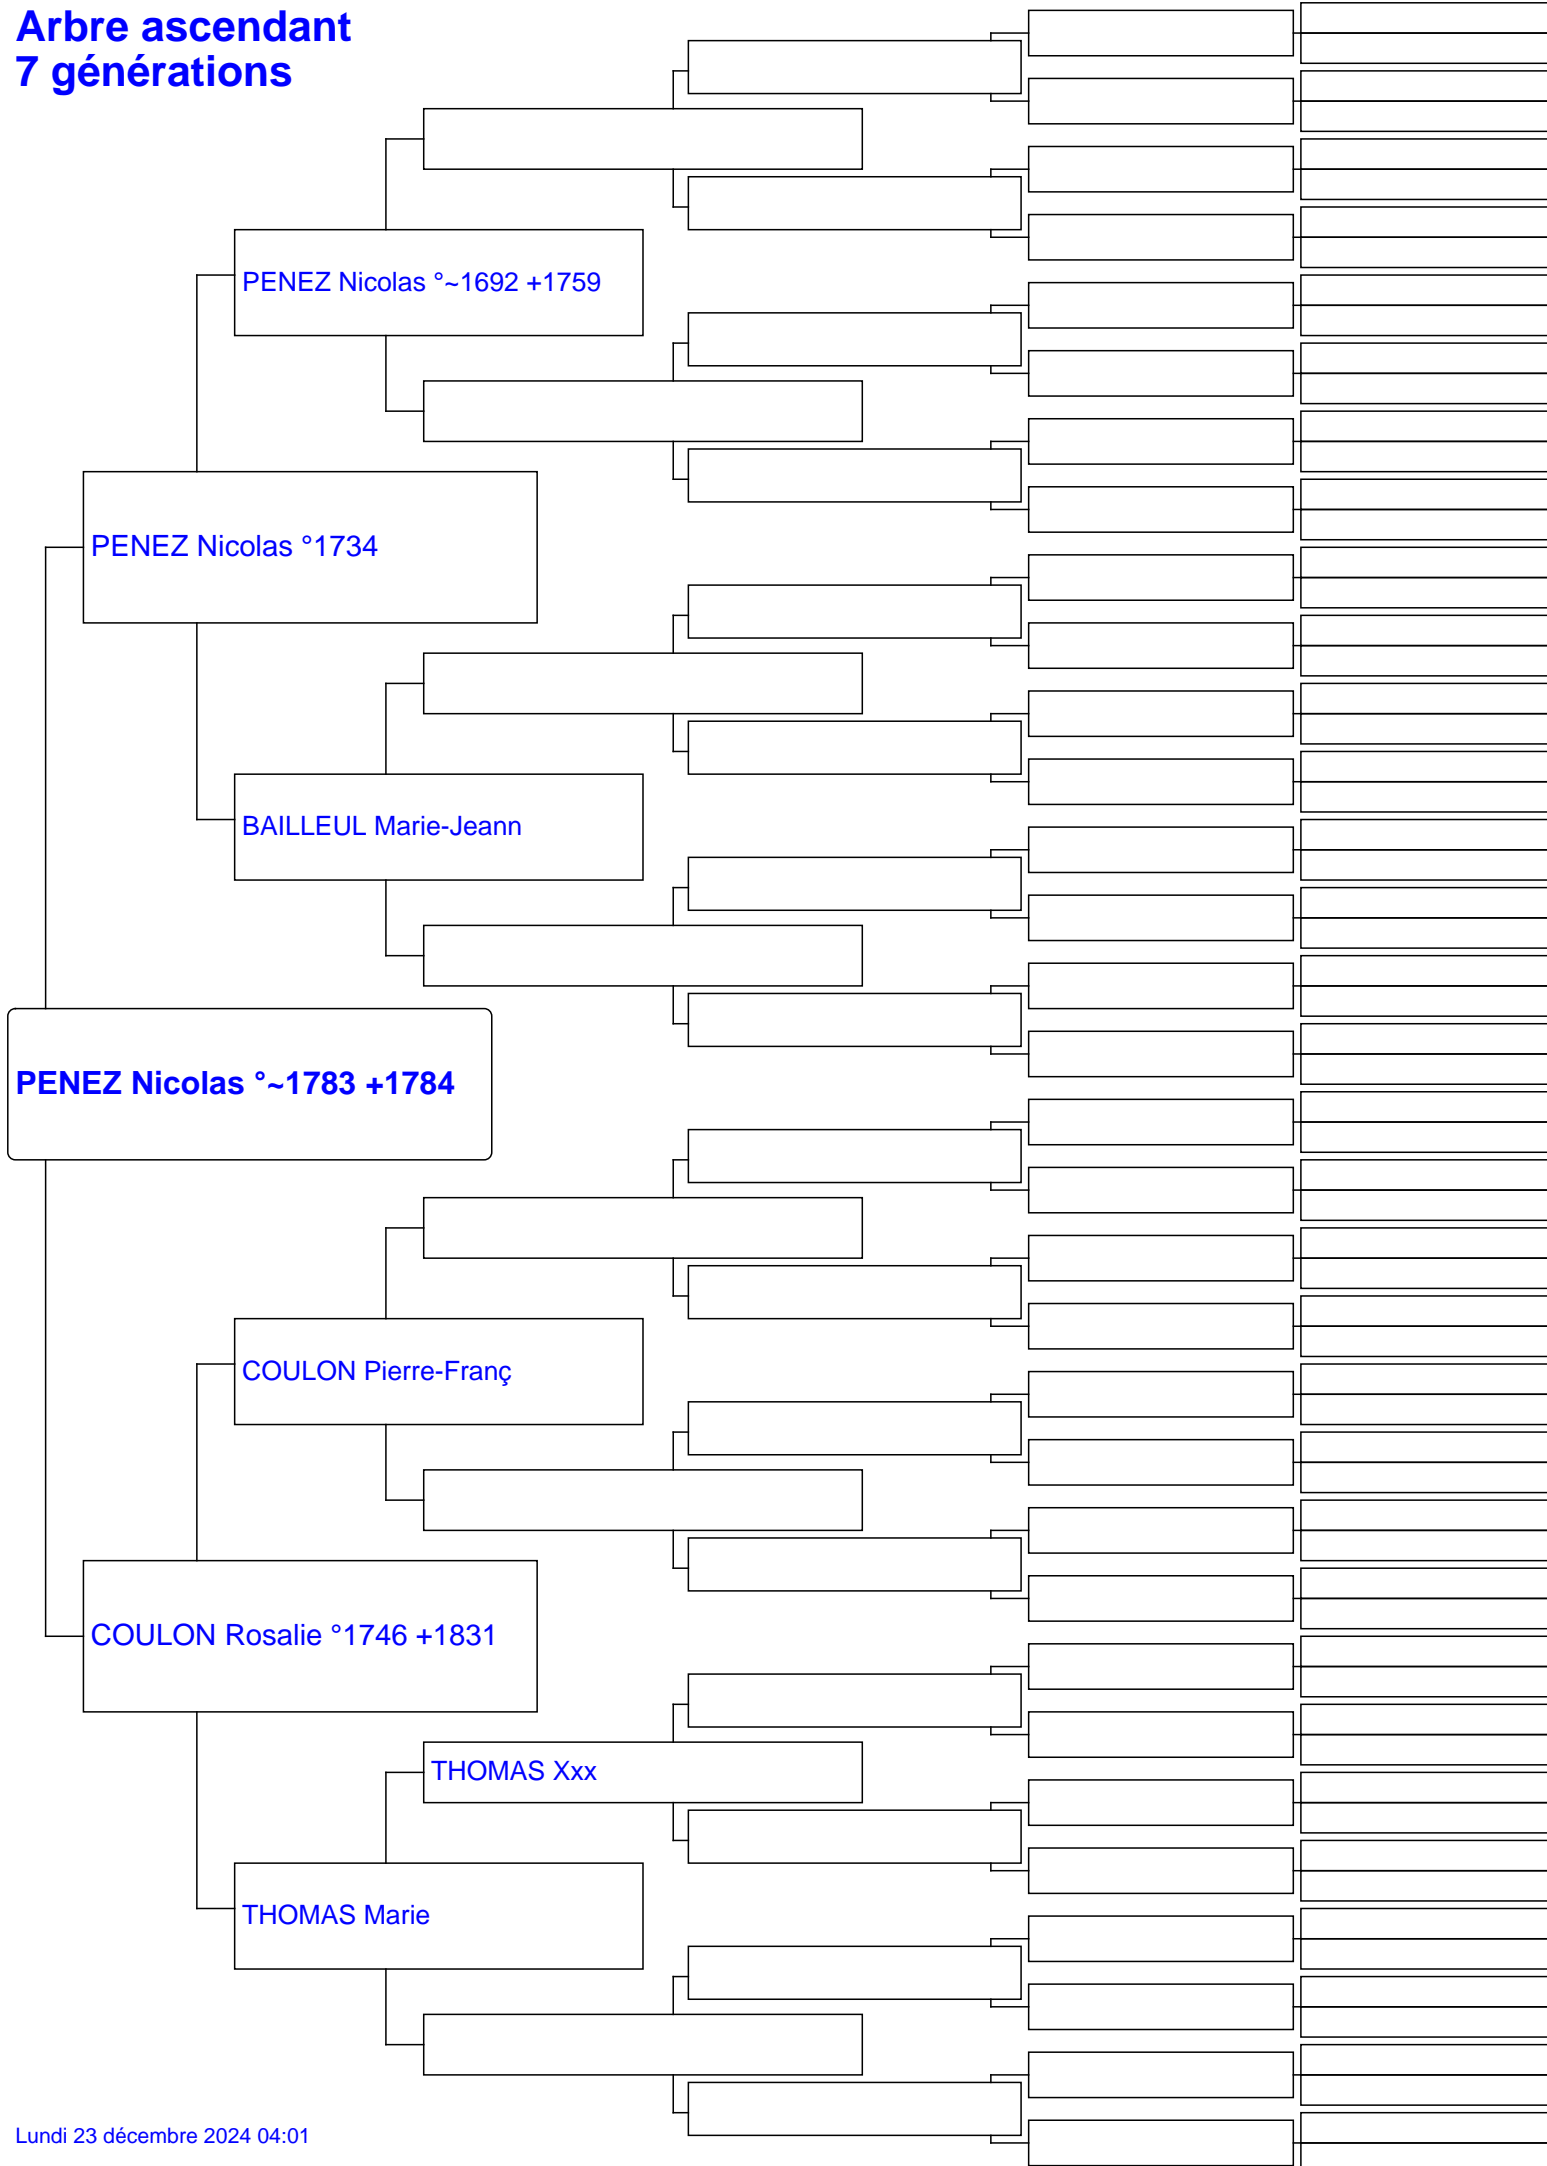 Arbre ascendant
7 générations
PENEZ Nicolas °~1692 +1759
PENEZ Nicolas °1734
BAILLEUL Marie-Jeann
PENEZ Nicolas °~1783 +1784
COULON Pierre-Franç
COULON Rosalie °1746 +1831
THOMAS Xxx
THOMAS Marie
Lundi 23 décembre 2024 04:01